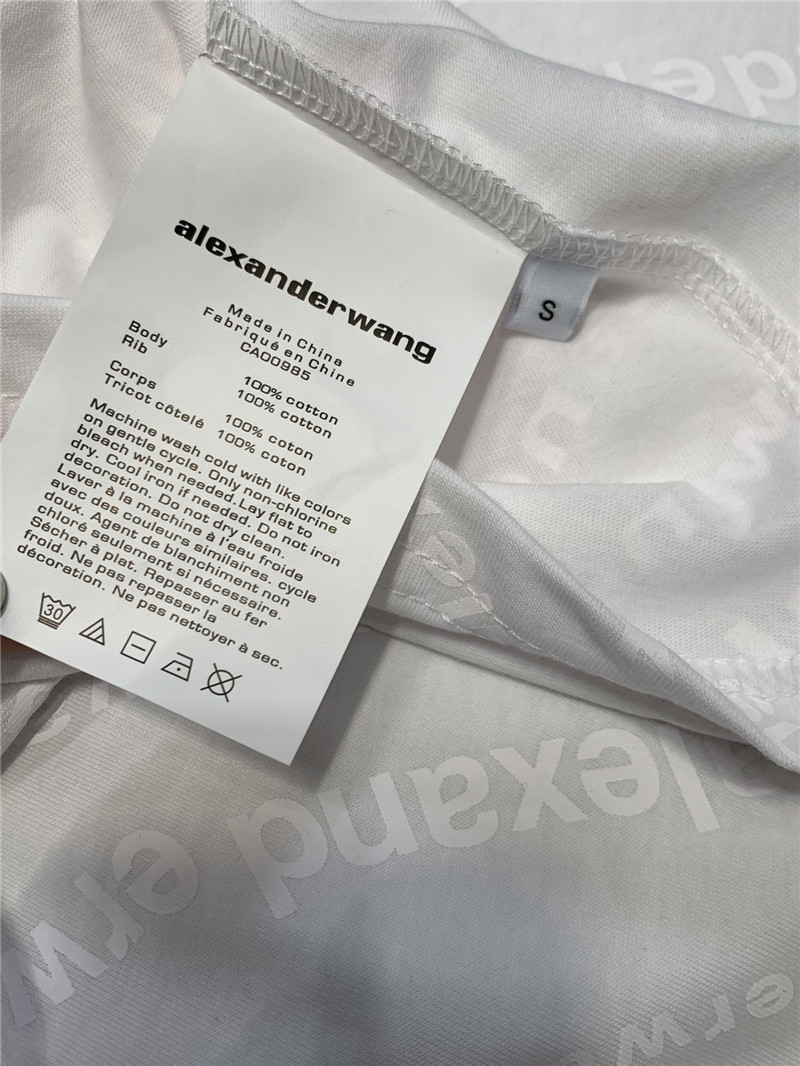 alexanderwang
Made in China
Fabriqué en Chine
CA00985
Body 100% cotton
Rib 100% cotton
Corps 100% coton
Tricot côtelé 100% coton
Machine wash cold with like colors
on gentle cycle. Only non-chlorine
bleach when needed. Lay flat to
dry. Cool iron if needed. Do not iron
decoration. Do not dry clean.
Laver à la machine à l'eau froide
avec des couleurs similaires. cycle
doux. Agent de blanchiment non
chloré seulement si nécessaire.
Sécher à plat. Repasser au fer
froid. Ne pas repasser la
décoration. Ne pas nettoyer à sec.
30
S
alexanderw